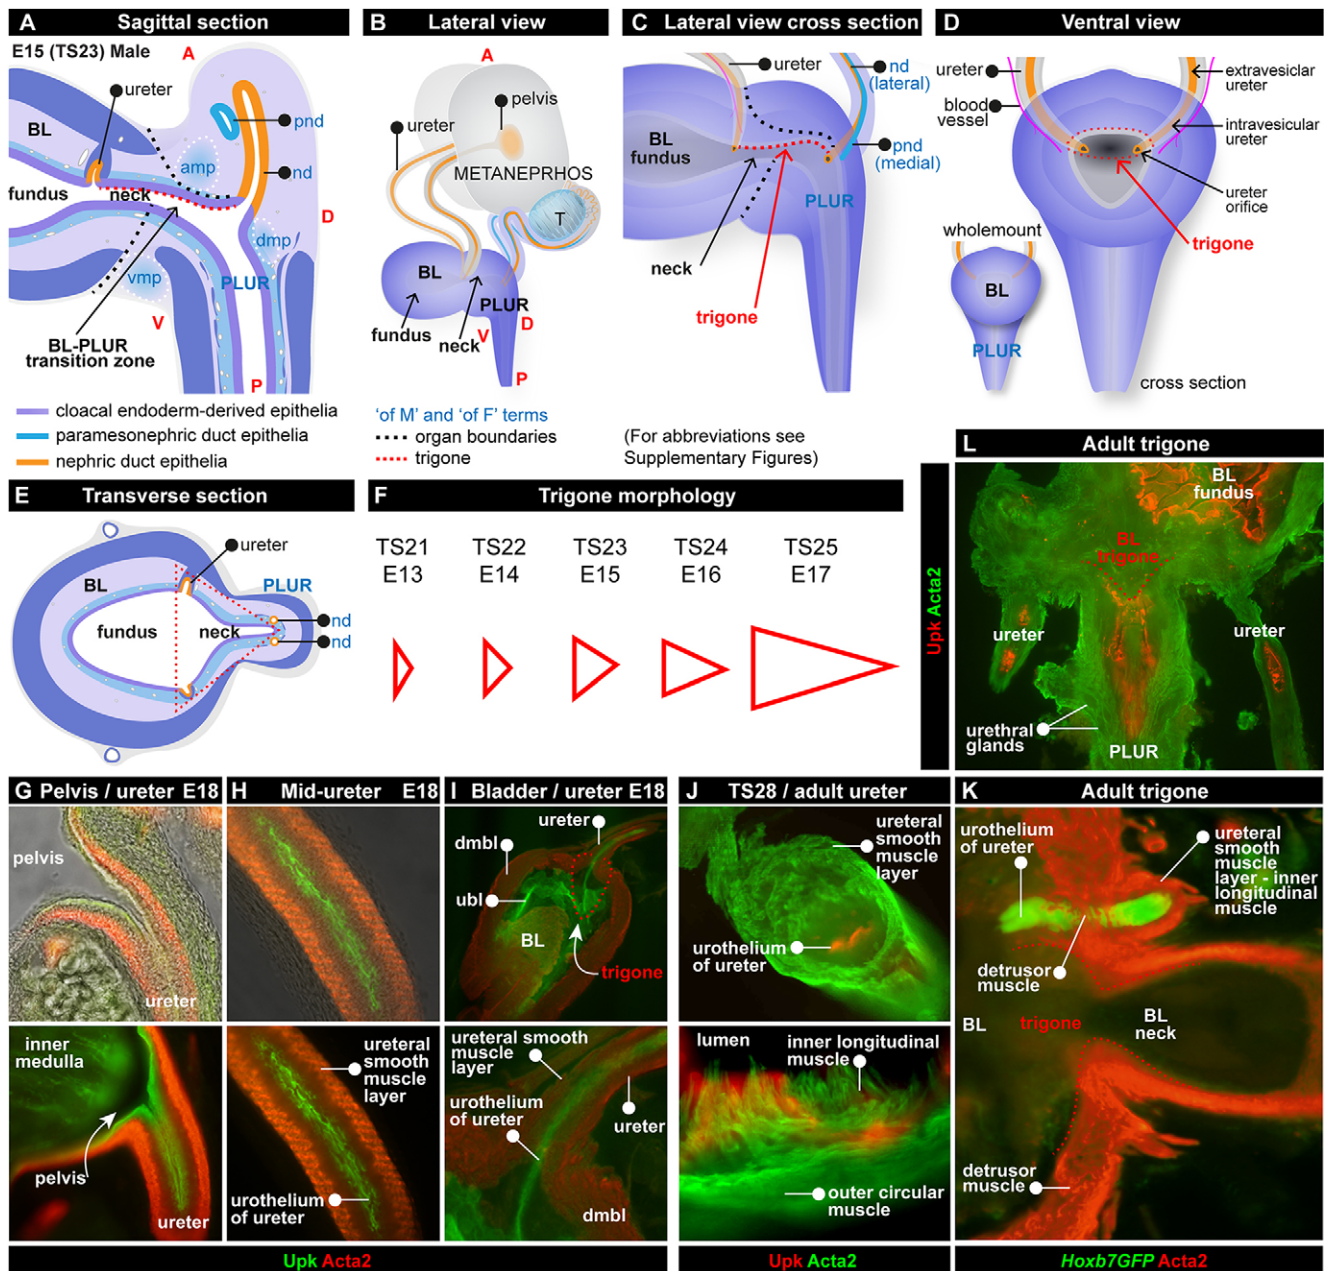 A Sagittal section
E15 (TS23) Male
A
ureter
BL
pnd
amp
nd
fundus
neck
D
dmp
vmp
PLUR
V
BL-PLUR
transition zone
P
B Lateral view
A
pelvis
ureter
METANEPRHOS
T
BL
PLUR
fundus
neck
V
D
P
C Lateral view cross section
ureter
nd
(lateral)
BL
fundus
pnd
(medial)
PLUR
neck
trigone
D Ventral view
ureter
extravesiclar
ureter
blood
vessel
intravesicular
ureter
ureter
orifice
wholemount
trigone
BL
PLUR
cross section
cloacal endoderm-derived epithelia
paramesonephric duct epithelia
nephric duct epithelia
'of M' and 'of F' terms
organ boundaries
trigone
(For abbreviations see
Supplementary Figures)
E Transverse section
ureter
BL
PLUR
nd
fundus
neck
nd
F Trigone morphology
TS21 TS22 TS23 TS24 TS25
E13 E14 E15 E16 E17
L Adult trigone
Upk Acta2
BL
fundus
BL
trigone
ureter
ureter
urethral
glands
PLUR
G Pelvis / ureter E18
pelvis
ureter
inner
medulla
pelvis
ureter
H Mid-ureter E18
ureteral
smooth
muscle
layer
urothelium
of ureter
I Bladder / ureter E18
ureter
dmbl
ubl
BL
trigone
ureteral smooth
muscle
layer
urothelium
of ureter
ureter
dmbl
Upk Acta2
J TS28 / adult ureter
ureteral
smooth
muscle
layer
urothelium
of ureter
lumen
inner longitudinal
muscle
outer circular
muscle
Upk Acta2
K Adult trigone
urothelium
of ureter
ureteral
smooth
muscle
layer - inner
longitudinal
muscle
detrusor
muscle
BL
trigone
BL
neck
detrusor
muscle
Hoxb7GFP Acta2